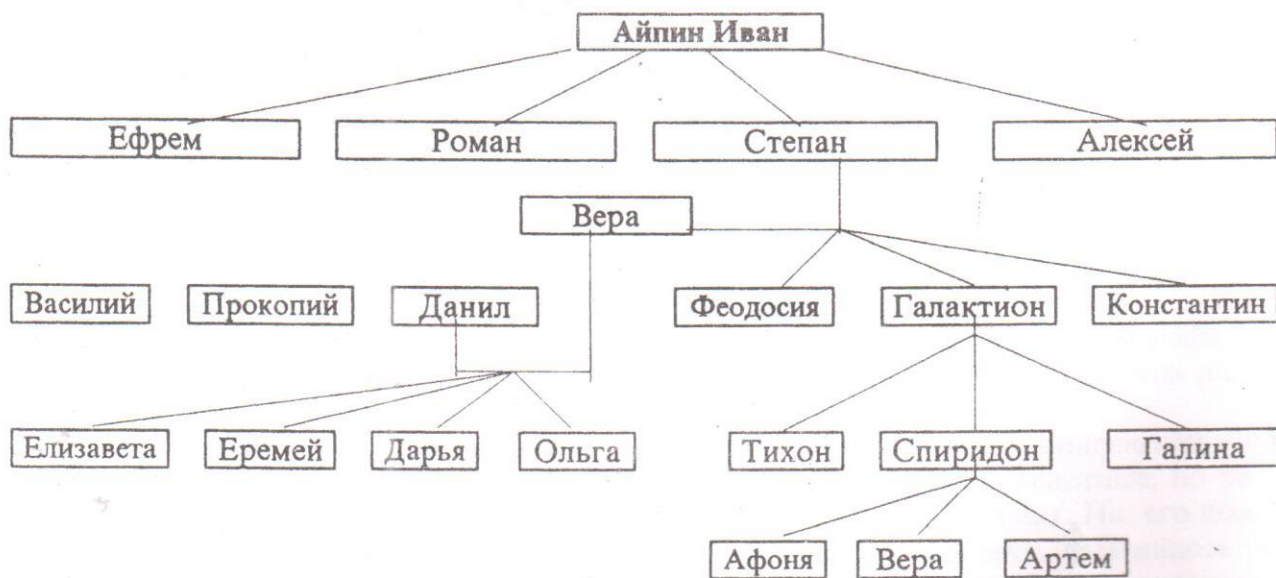 Айпин Иван
Ефрем Роман Степан Алексей
Вера
Василий Прокопий Данил Феодосия Галактион Константин
Елизавета Еремей Дарья Ольга Тихон Спиридон Галина
Афоня Вера Артем